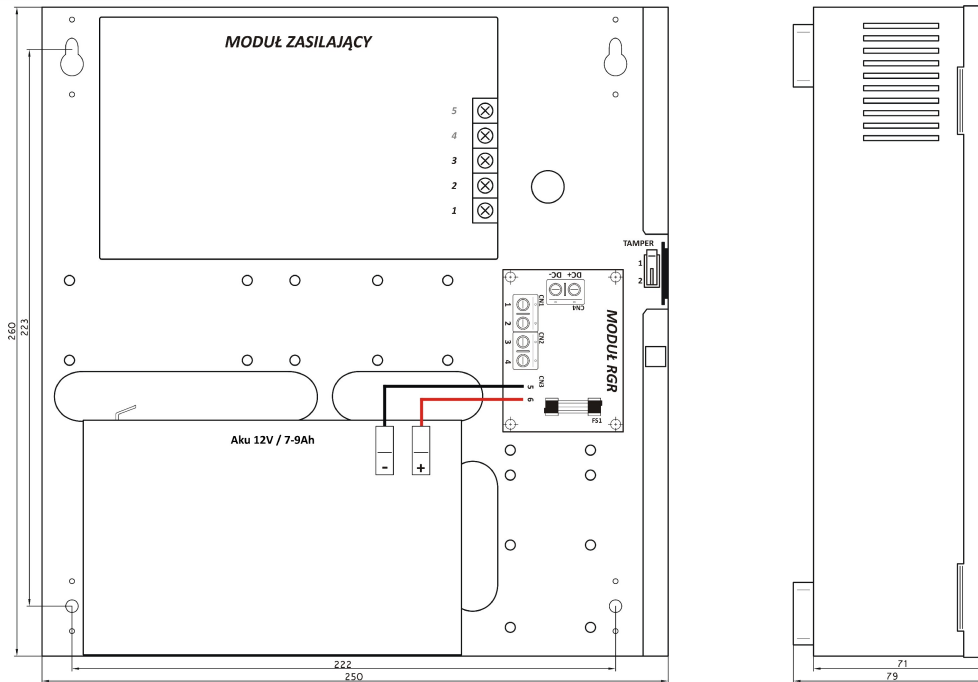 MODUŁ ZASILAJĄCY
5
4
3
2
1
TAMPER
1
2
DC- DC+
CN4
CN1
1
2
CN2
3
4
CN3
5
6
MODUŁ RGR
FS1
Aku 12V / 7-9Ah
- +
260
223
222
250
71
79